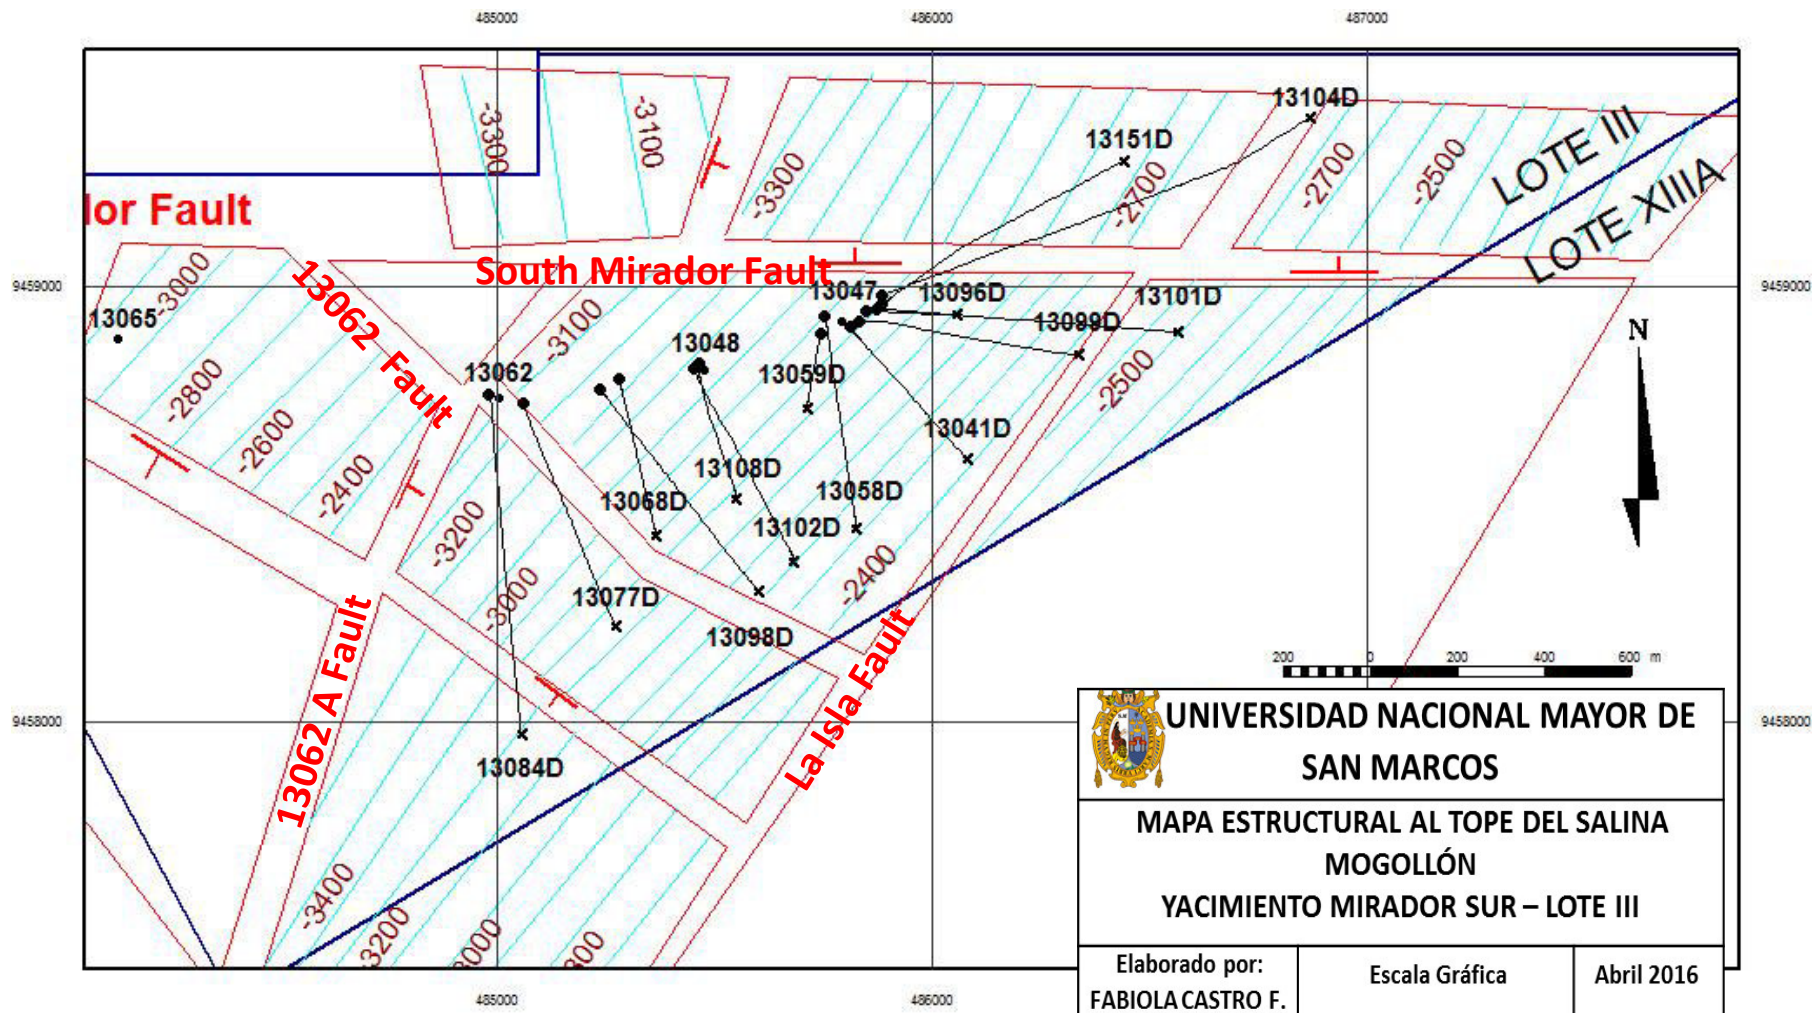 485000
486000
487000
13104D
-3300
-3100
13151D
-3300
-2700
-2700
-2500
LOTE III
LOTE XIIIA
lor Fault
South Mirador Fault
9459000
9459000
-3000
13062 Fault
13047
13096D
13101D
13065
-3100
13099D
N
13048
13062
13059D
-2500
-2800
-2600
-2400
13041D
13108D
13068D
13058D
13102D
-3200
-3000
-2400
13077D
13098D
13062 A Fault
La Isla Fault
200
0
200
400
600 m
9458000
9458000
13084D
-3400
3200
3000
800
UNIVERSIDAD NACIONAL MAYOR DE
SAN MARCOS
MAPA ESTRUCTURAL AL TOPE DEL SALINA
MOGOLLÓN
YACIMIENTO MIRADOR SUR – LOTE III
Elaborado por:
FABIOLA CASTRO F.
Escala Gráfica
Abril 2016
485000
486000